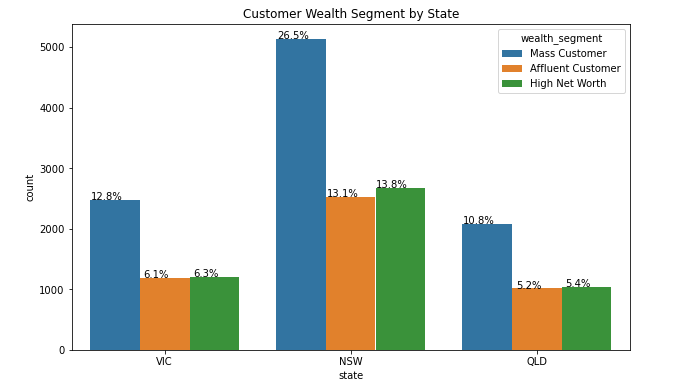 Customer Wealth Segment by State
wealth_segment
Mass Customer
Affluent Customer
High Net Worth
count
5000
4000
3000
2000
1000
0
12.8%
6.1%
6.3%
26.5%
13.1%
13.8%
10.8%
5.2%
5.4%
VIC
NSW
QLD
state